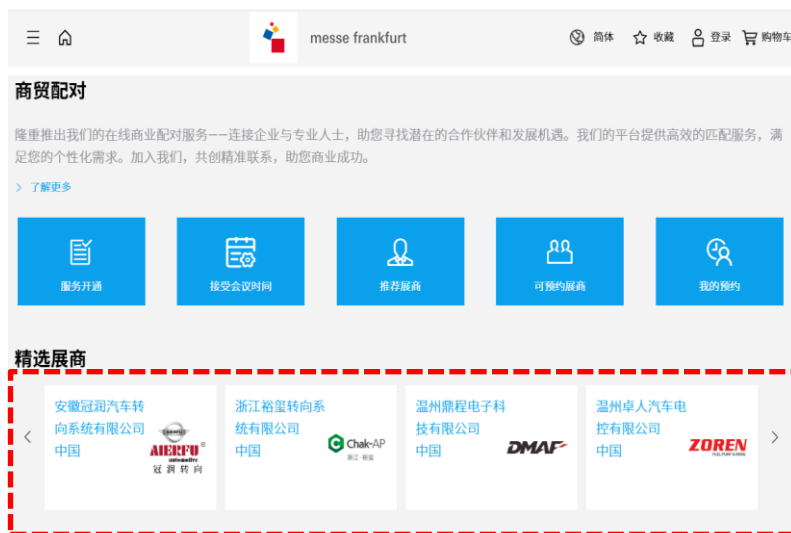 messe frankfurt
简体
收藏
登录
购物车
商贸配对
隆重推出我们的在线商业配对服务——连接企业与专业人士，助您寻找潜在的合作伙伴和发展机遇。我们的平台提供高效的匹配服务，满
足您的个性化需求。加入我们，共创精准联系，助您商业成功。
了解更多
服务开通
接受会议时间
推荐展商
可预约展商
我的预约
精选展商
安徽冠润汽车转
向系统有限公司
中国
AIERFU®
automotive
冠润转向
浙江裕玺转向系
统有限公司
中国
Chak-AP
浙江·裕玺
温州鼎程电子科
技有限公司
中国
DMAF
温州卓人汽车电
控有限公司
中国
ZOREN